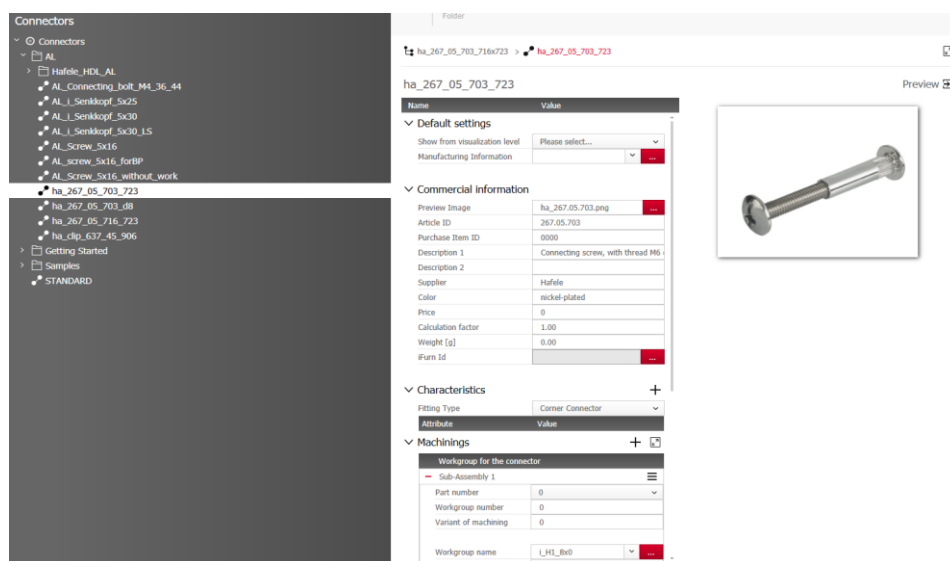 Connectors
Connectors
AL
Hafele_HDL_AL
AL_Connecting_bolt_M4_36_44
AL_i_Senkkopf_5x25
AL_i_Senkkopf_5x30
AL_i_Senkkopf_5x30_LS
AL_Screw_5x16
AL_screw_5x16_forBP
AL_Screw_5x16_without_work
ha_267_05_703_723
ha_267_05_703_d8
ha_267_05_716_723
ha_clip_637_45_906
Getting Started
Samples
STANDARD
Folder
ha_267_05_703_716x723 > ha_267_05_703_723
ha_267_05_703_723
Preview
Name Value
Default settings
Show from visualization level Please select...
Manufacturing Information ...
Commercial information
Preview Image ha_267.05.703.png ...
Article ID 267.05.703
Purchase Item ID 0000
Description 1 Connecting screw, with thread M6
Description 2
Supplier Hafele
Color nickel-plated
Price 0
Calculation factor 1.00
Weight [g] 0.00
iFurn Id ...
Characteristics
Fitting Type Corner Connector
Attribute Value
Machinings
Workgroup for the connector
Sub-Assembly 1
Part number 0
Workgroup number 0
Variant of machining 0
Workgroup name i_H1_8x0 ...